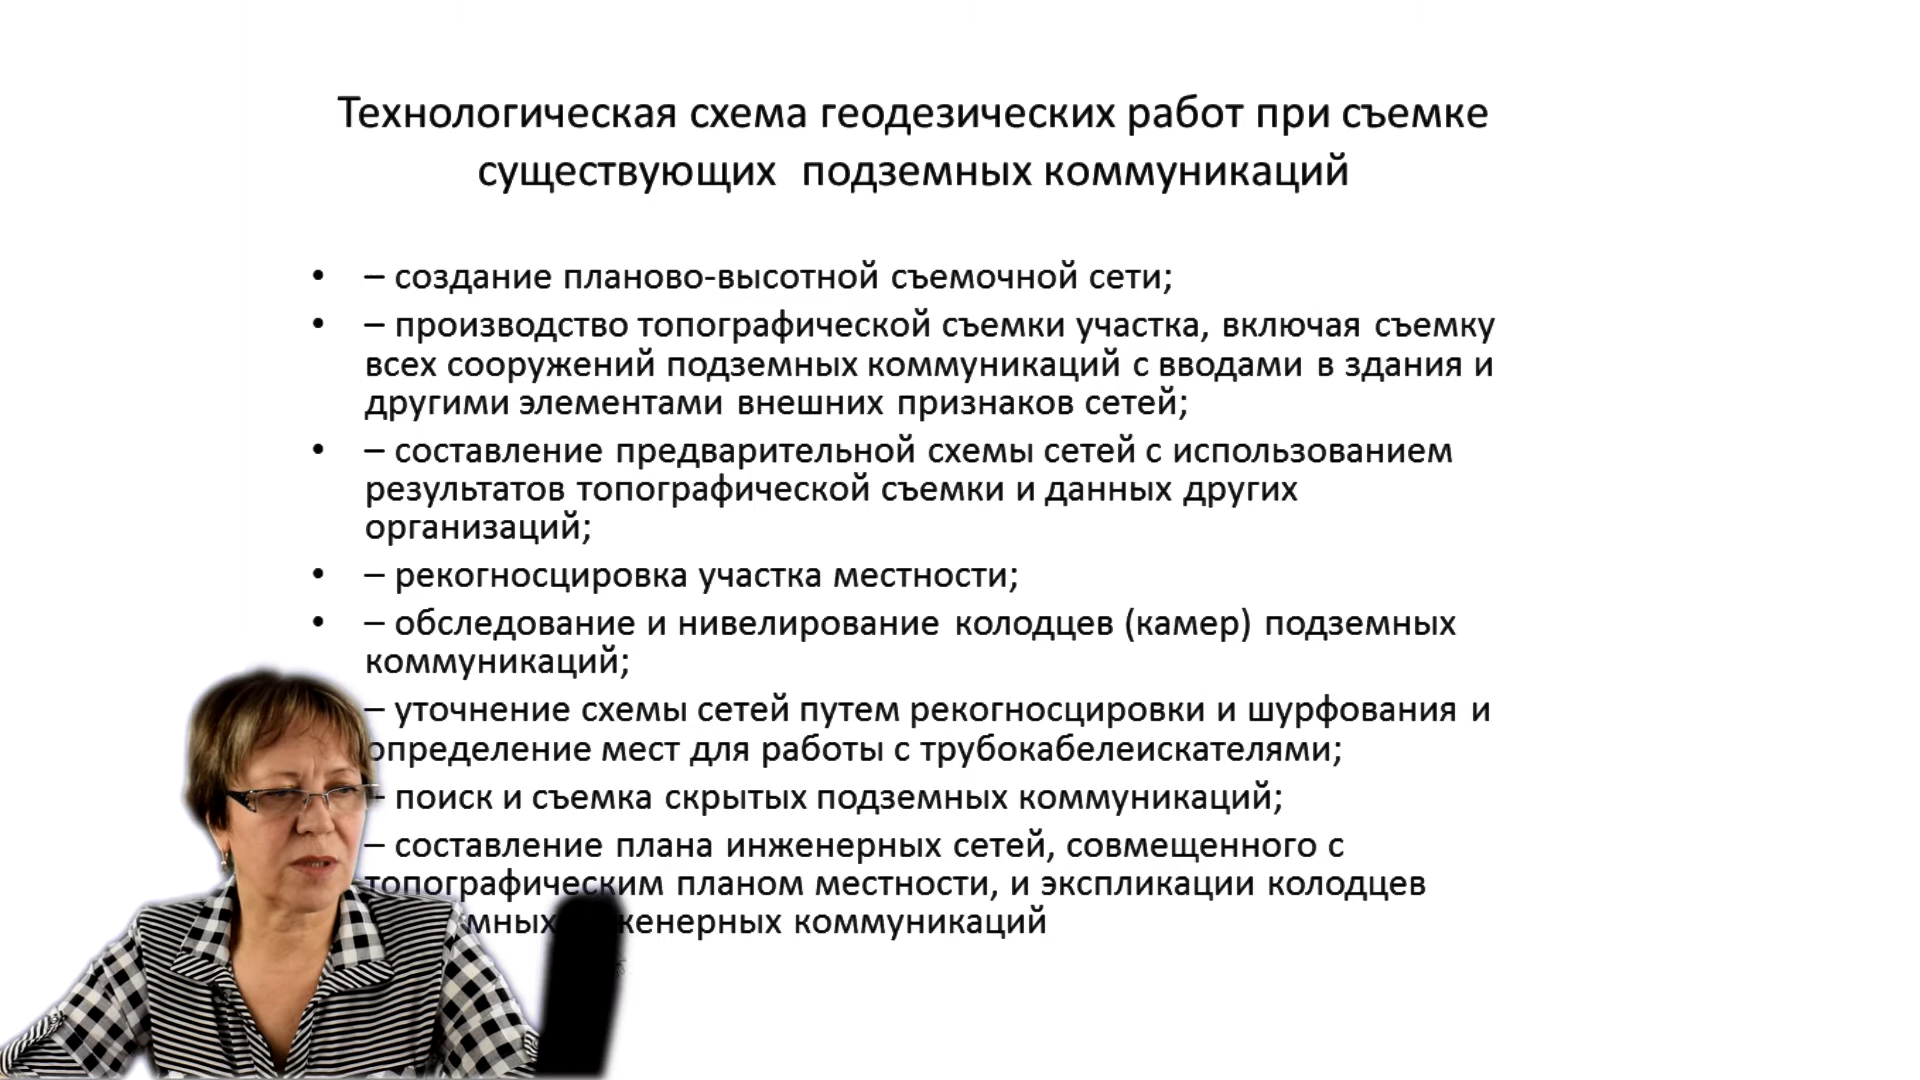 Технологическая схема геодезических работ при съемке
существующих подземных коммуникаций
• – создание планово-высотной съемочной сети;
• – производство топографической съемки участка, включая съемку
всех сооружений подземных коммуникаций с вводами в здания и
другими элементами внешних признаков сетей;
• – составление предварительной схемы сетей с использованием
результатов топографической съемки и данных других
организаций;
• – рекогносцировка участка местности;
• – обследование и нивелирование колодцев (камер) подземных
коммуникаций;
– уточнение схемы сетей путем рекогносцировки и шурфования и
определение мест для работы с трубокабелеискателями;
– поиск и съемка скрытых подземных коммуникаций;
– составление плана инженерных сетей, совмещенного с
топографическим планом местности, и экспликации колодцев
коммуникаций